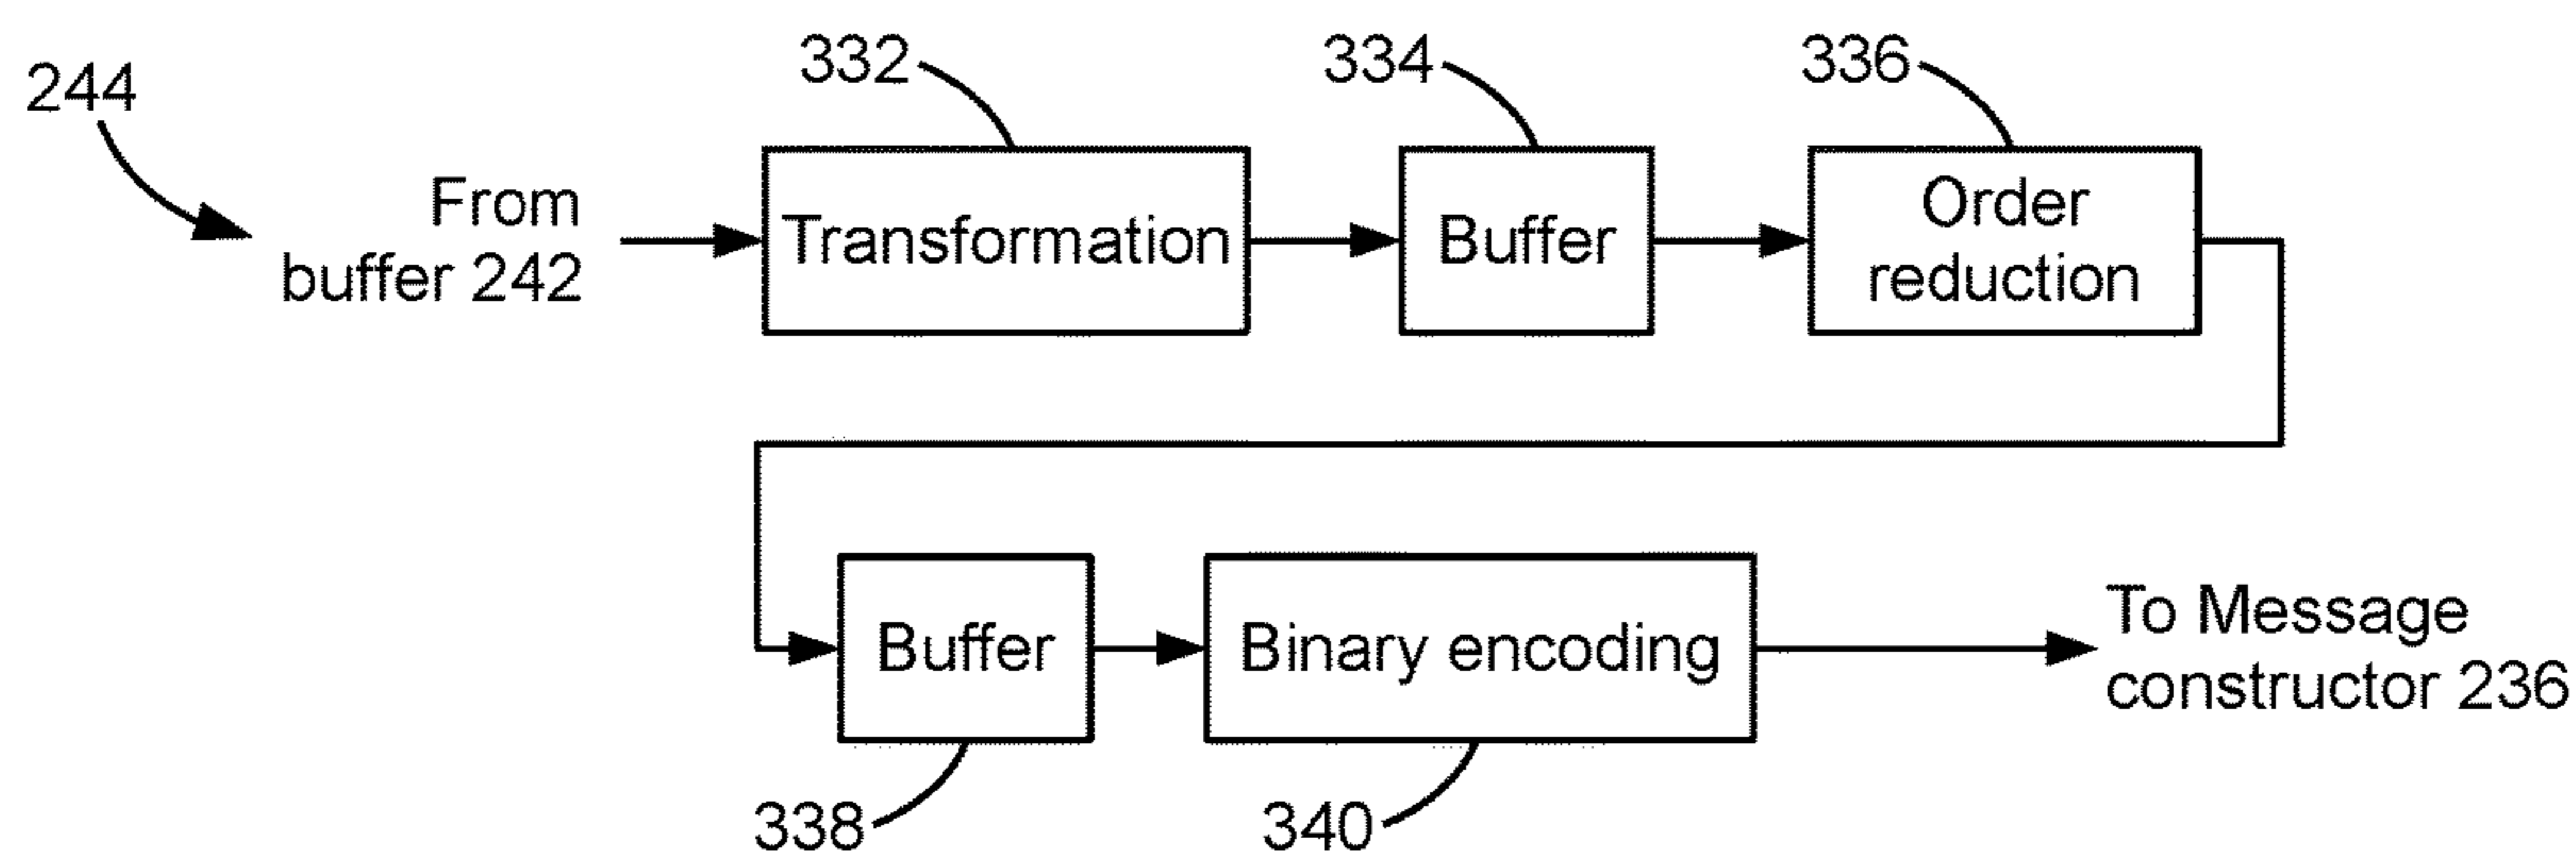 244
332
334
336
From
buffer 242
Transformation
Buffer
Order
reduction
Buffer
Binary encoding
To Message
constructor 236
338
340